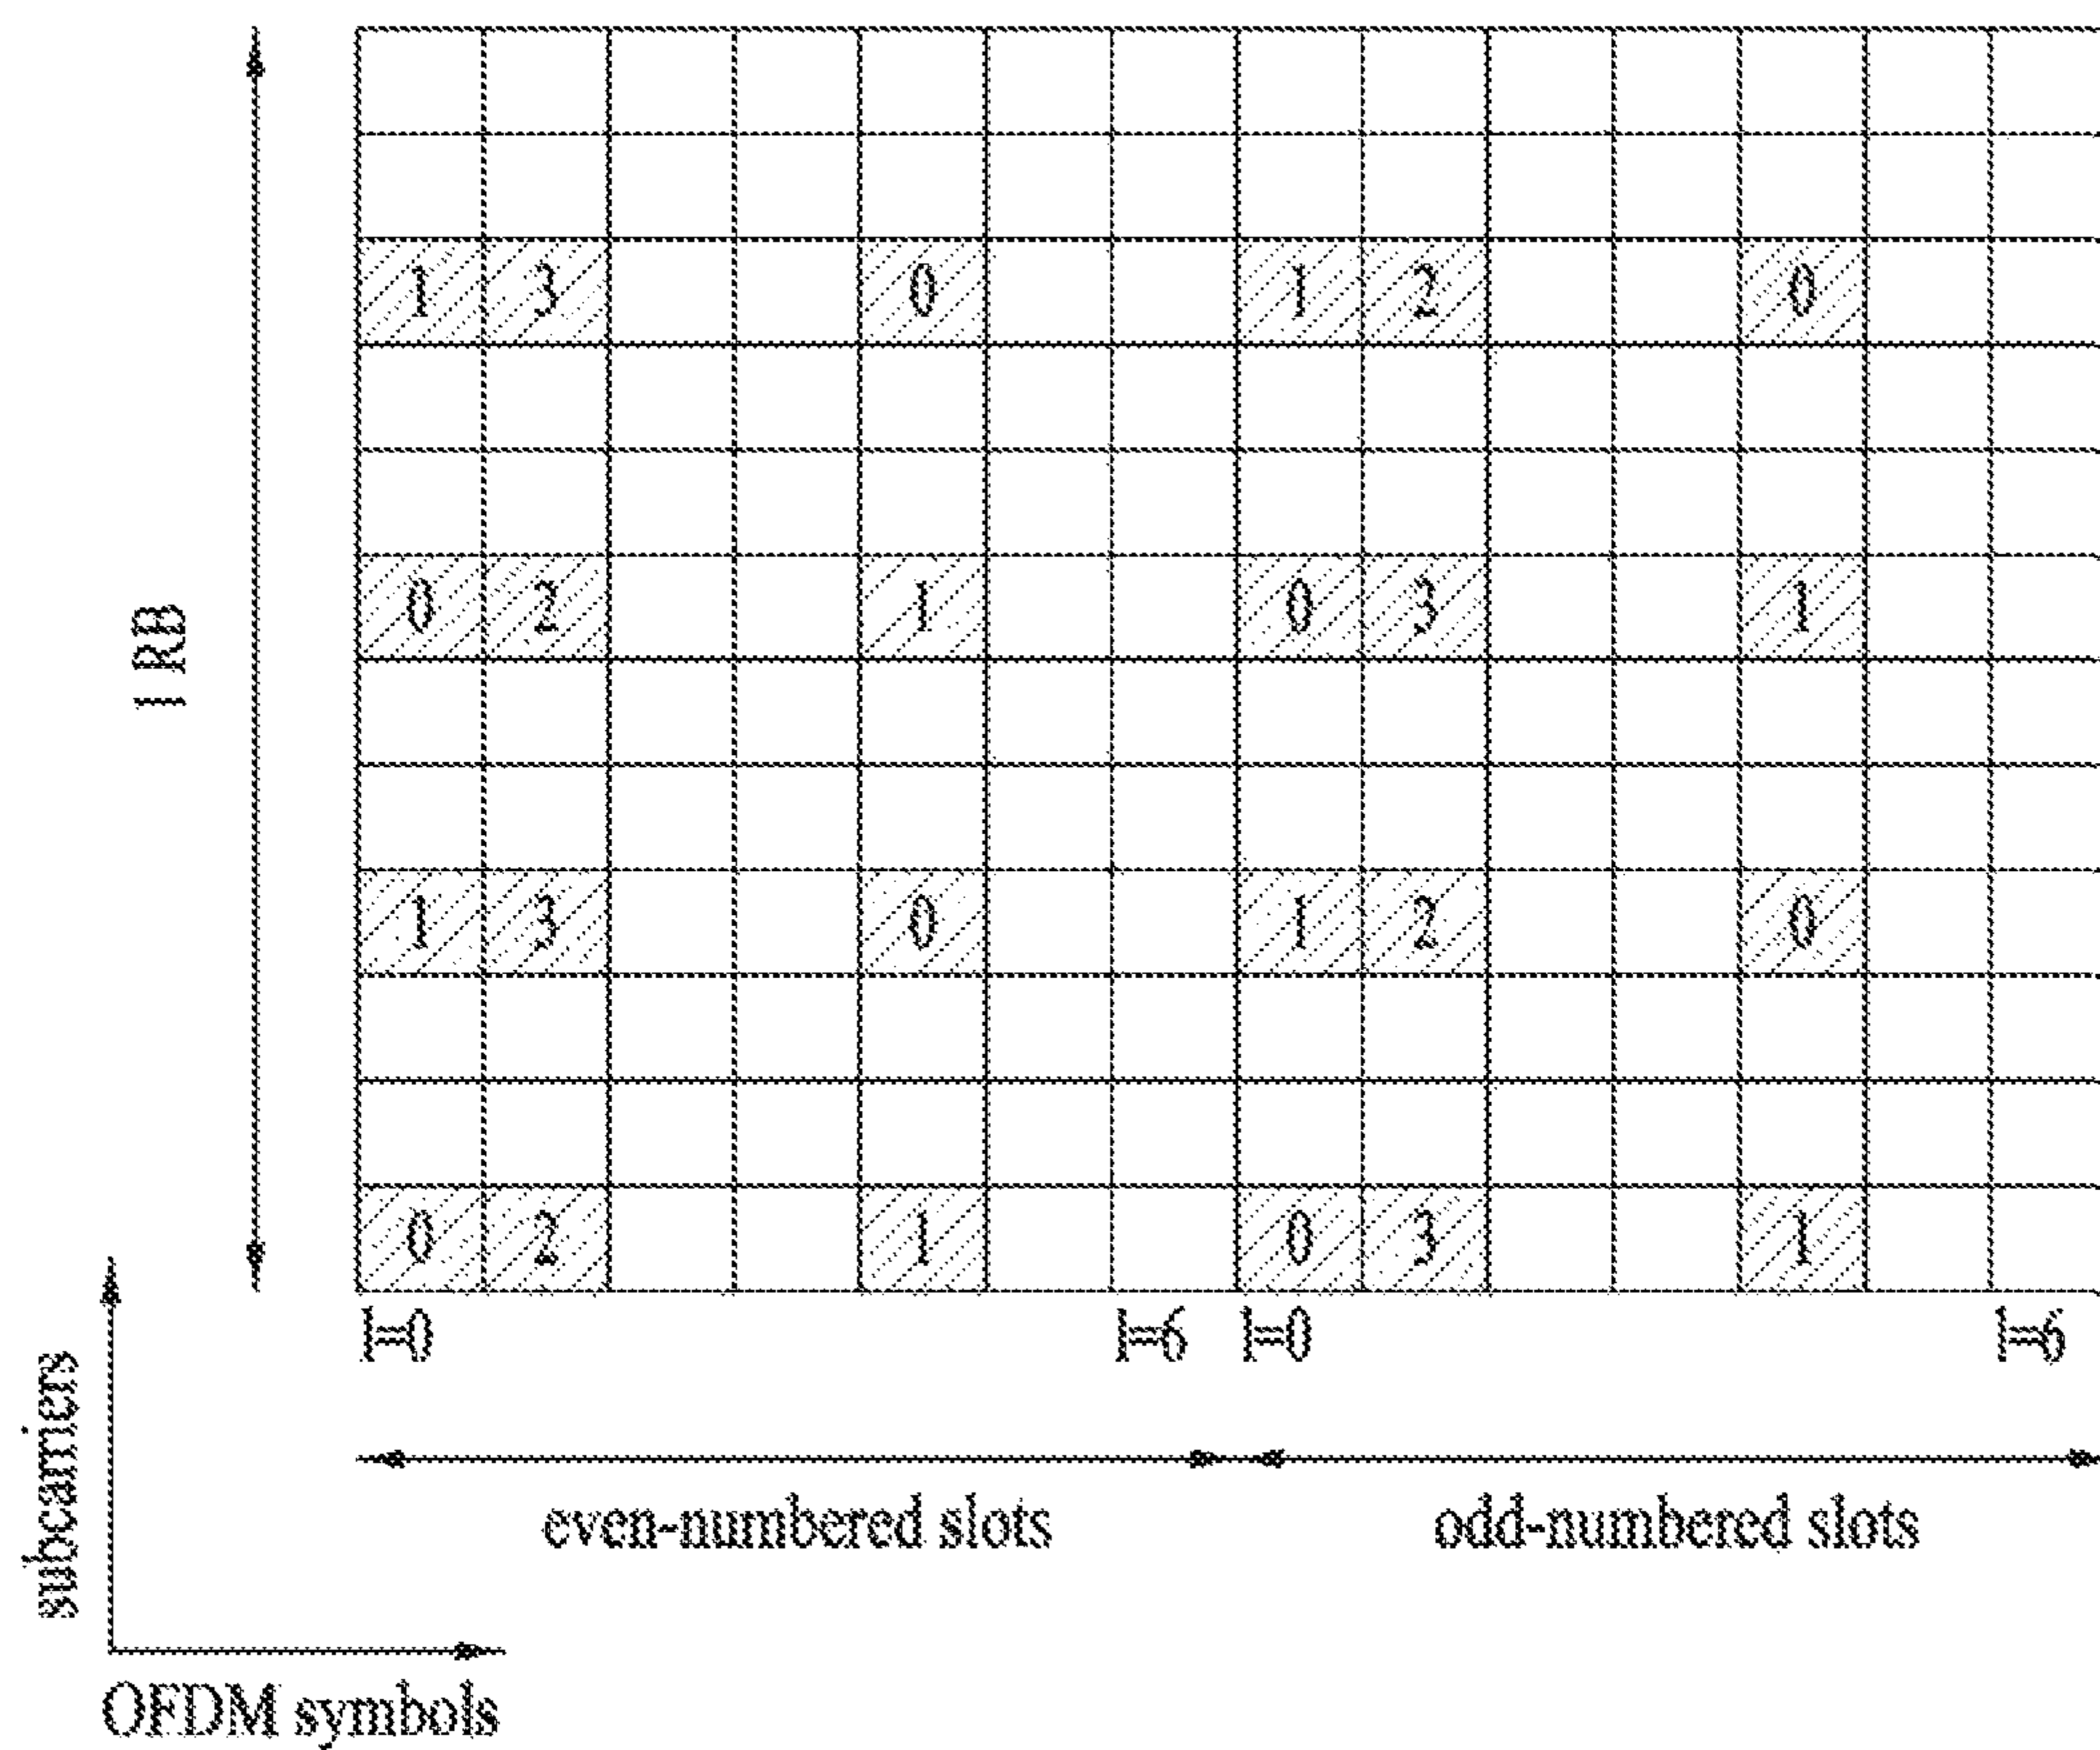 1 3 0 1 2 0
1 RB
0 2 1 0 3 1
1 3 0 1 2 0
0 2 1 0 3 1
l=0 l=6 l=0 l=6
subcarriers
even-numbered slots odd-numbered slots
OFDM symbols